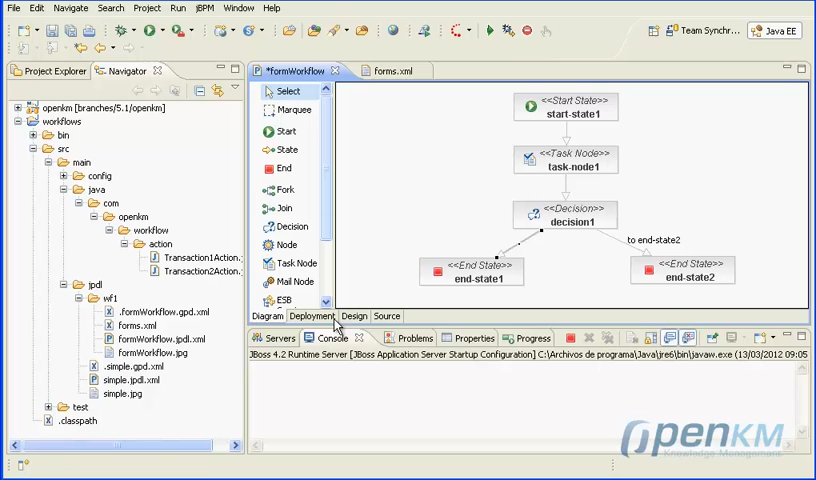 File Edit Navigate Search Project Run jBPM Window Help
Team Synchr... Java EE
Project Explorer Navigator
*formWorkflow forms.xml
openkm [branches/5.1/openkm]
workflows
bin
src
main
config
java
com
openkm
workflow
action
Transaction1Action.j
Transaction2Action.j
jpdl
wf1
.formWorkflow.gpd.xml
forms.xml
formWorkflow.jpdl.xml
formWorkflow.jpg
.simple.gpd.xml
simple.jpdl.xml
simple.jpg
test
.classpath
Select
Marquee
Start
State
End
Fork
Join
Decision
Node
Task Node
Mail Node
ESB
<<Start State>>
start-state1
<<Task Node>>
task-node1
<<Decision>>
decision1
to end-state2
<<End State>>
end-state1
<<End State>>
end-state2
Diagram Deployment Design Source
Servers Console Problems Properties Progress
JBoss 4.2 Runtime Server [JBoss Application Server Startup Configuration] C:\Archivos de programa\Java\jre6\bin\javaw.exe (13/03/2012 09:05
OpenKM
Knowledge Management